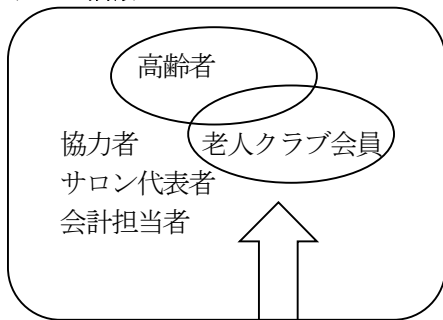 高齢者
協力者 老人クラブ会員
サロン代表者
会計担当者